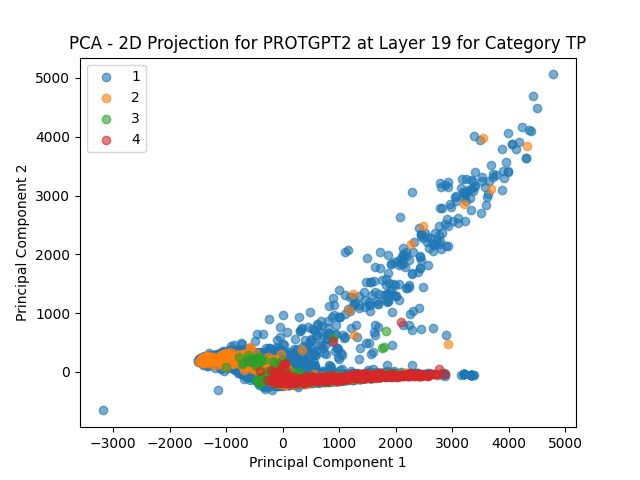 PCA - 2D Projection for PROTGPT2 at Layer 19 for Category TP
1
2
3
4
5000
4000
3000
2000
1000
0
Principal Component 2
−3000 −2000 −1000 0 1000 2000 3000 4000 5000
Principal Component 1